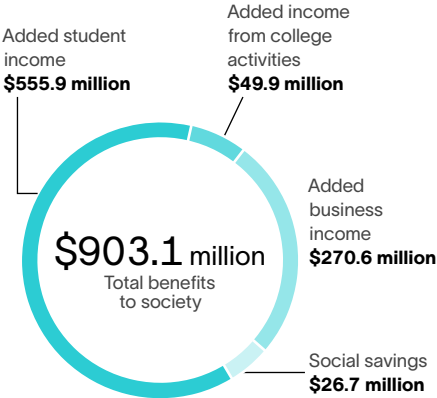 Added student
income
$555.9 million
Added income
from college
activities
$49.9 million
$903.1 million
Total benefits
to society
Added
business
income
$270.6 million
Social savings
$26.7 million